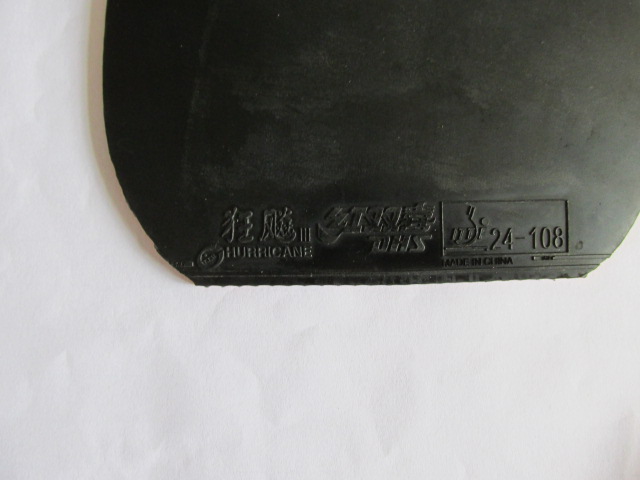 狂飚III
HURRICANE
DHS
24-108
MADE IN CHINA